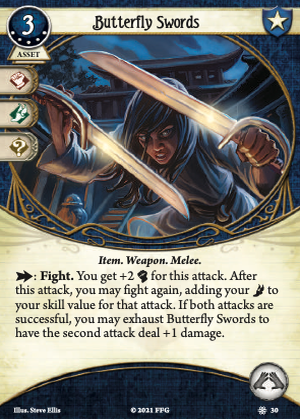 3
Butterfly Swords
ASSET
?
Item. Weapon. Melee.
: Fight. You get +2 for this attack. After
this attack, you may fight again, adding your to
your skill value for that attack. If both attacks are
successful, you may exhaust Butterfly Swords to
have the second attack deal +1 damage.
Illus. Steve Ellis
© 2021 FFG
30